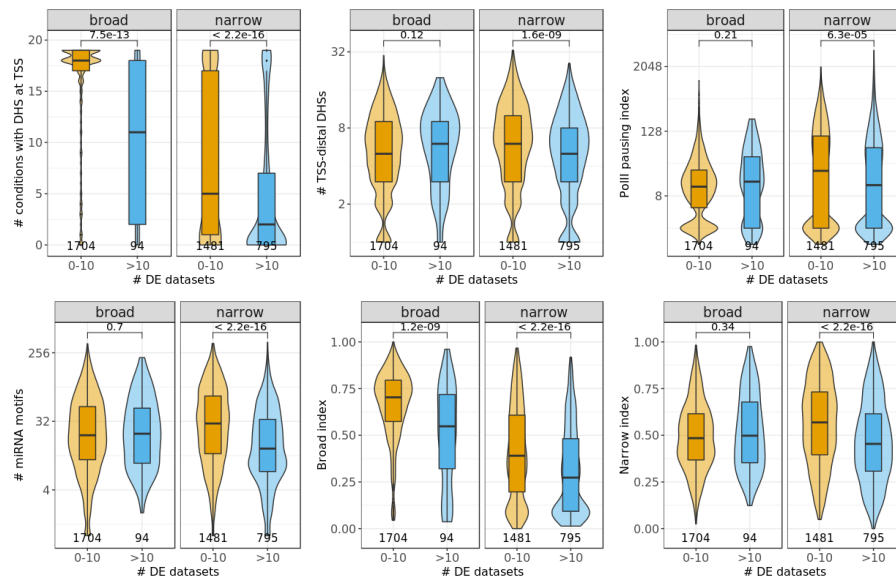 broad narrow
7.5e-13 < 2.2e-16
20
15
10
5
0
# conditions with DHS at TSS
1704 94 1481 795
0-10 >10 0-10 >10
# DE datasets
broad narrow
0.12 1.6e-09
32
8
2
# TSS-distal DHSs
1704 94 1481 795
0-10 >10 0-10 >10
# DE datasets
broad narrow
0.21 6.3e-05
2048
128
8
PolII pausing index
1704 94 1481 795
0-10 >10 0-10 >10
# DE datasets
broad narrow
0.7 < 2.2e-16
256
32
4
# miRNA motifs
1704 94 1481 795
0-10 >10 0-10 >10
# DE datasets
broad narrow
1.2e-09 < 2.2e-16
1.00
0.75
0.50
0.25
0.00
Broad index
1704 94 1481 795
0-10 >10 0-10 >10
# DE datasets
broad narrow
0.34 < 2.2e-16
1.00
0.75
0.50
0.25
0.00
Narrow index
1704 94 1481 795
0-10 >10 0-10 >10
# DE datasets